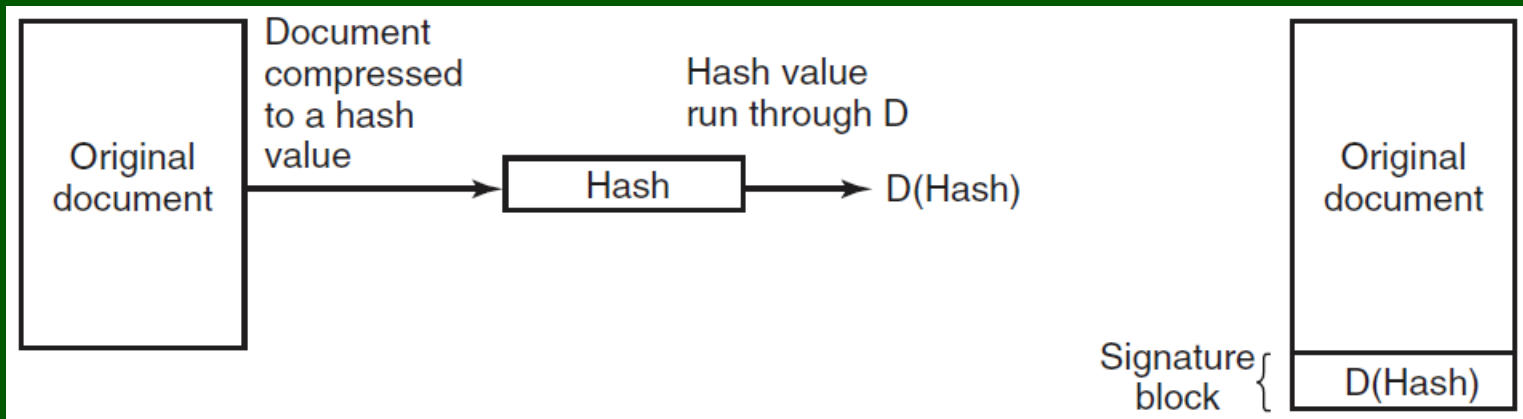 Original
document
Document
compressed
to a hash
value
Hash
Hash value
run through D
D(Hash)
Original
document
Signature
block
D(Hash)